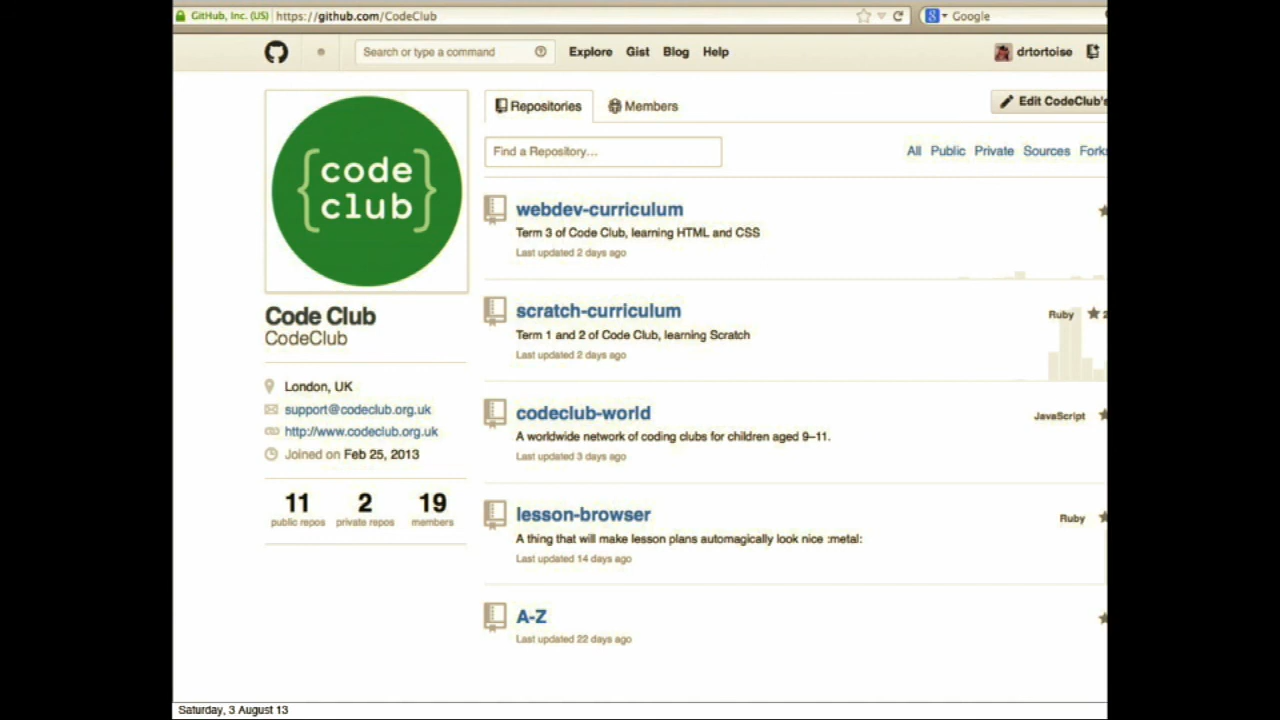 GitHub, Inc. (US) https://github.com/CodeClub
Google
Search or type a command
Explore Gist Blog Help
drtortoise
{code club}
Code Club
CodeClub
London, UK
support@codeclub.org.uk
http://www.codeclub.org.uk
Joined on Feb 25, 2013
11 2 19
public repos private repos members
Repositories Members
Edit CodeClub's
Find a Repository...
All Public Private Sources Forks
webdev-curriculum
Term 3 of Code Club, learning HTML and CSS
Last updated 2 days ago
scratch-curriculum
Ruby
Term 1 and 2 of Code Club, learning Scratch
Last updated 2 days ago
codeclub-world
JavaScript
A worldwide network of coding clubs for children aged 9–11.
Last updated 3 days ago
lesson-browser
Ruby
A thing that will make lesson plans automagically look nice :metal:
Last updated 14 days ago
A-Z
Last updated 22 days ago
Saturday, 3 August 13